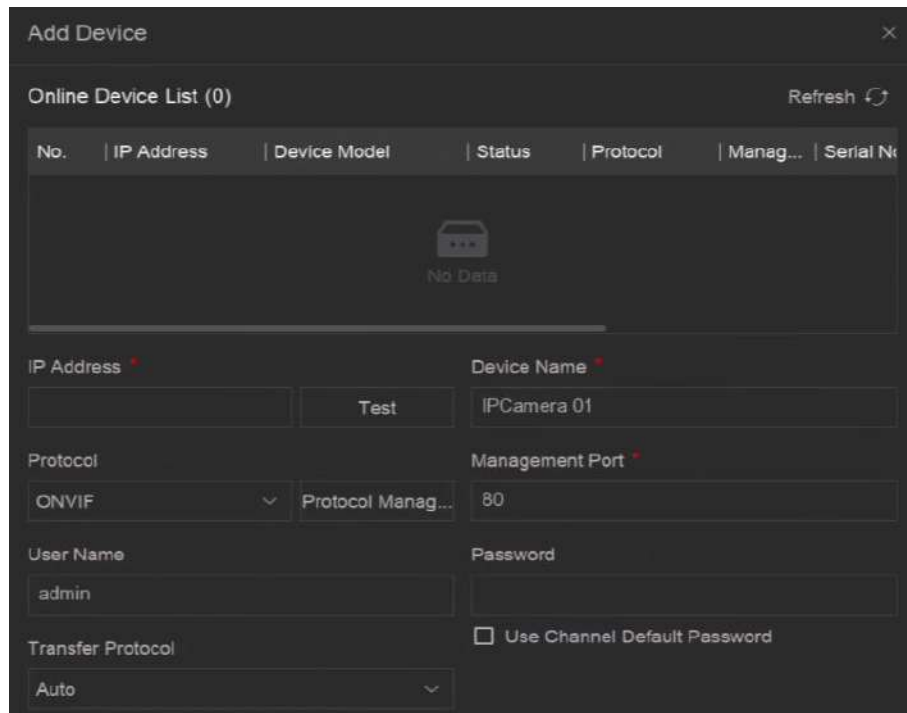 Add Device
Online Device List (0)
Refresh
No. | IP Address | Device Model | Status | Protocol | Manag... | Serial No
No Data
IP Address *
Device Name *
Test
IPCamera 01
Protocol
Management Port *
ONVIF
Protocol Manag...
80
User Name
Password
admin
Use Channel Default Password
Transfer Protocol
Auto